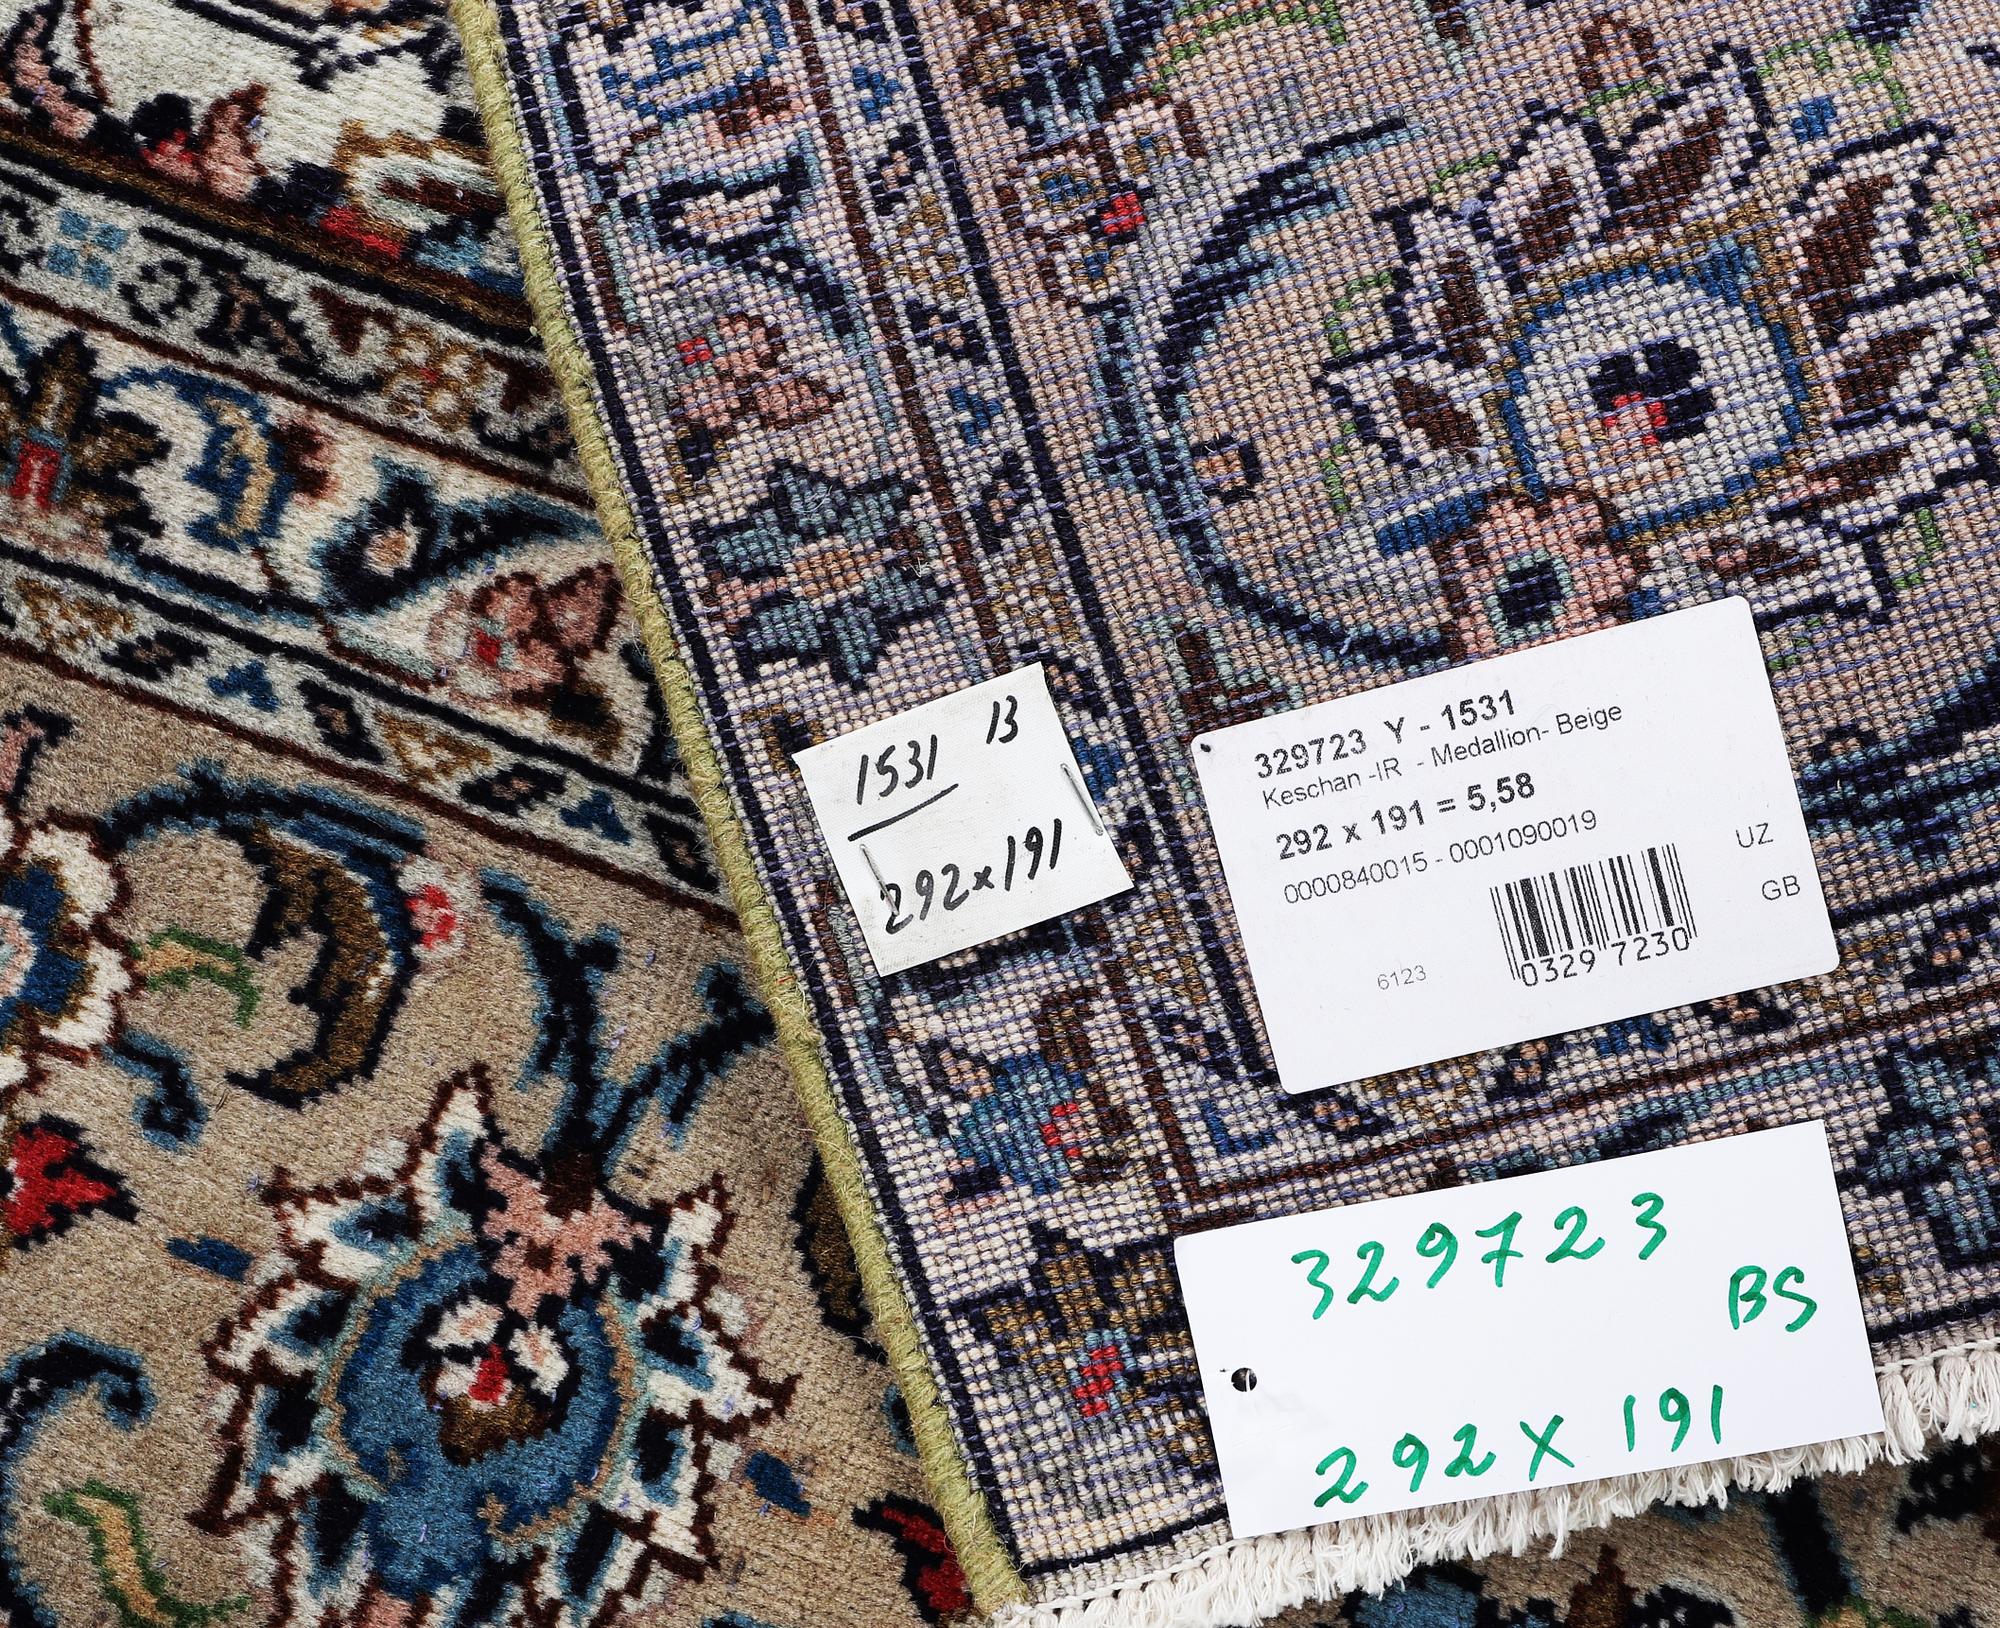 1531 13
292x191
329723 Y - 1531
Keschan -IR - Medallion- Beige
292 x 191 = 5,58
0000840015 - 0001090019
UZ
GB
0329 7230
6123
329723
BS
292 X 191